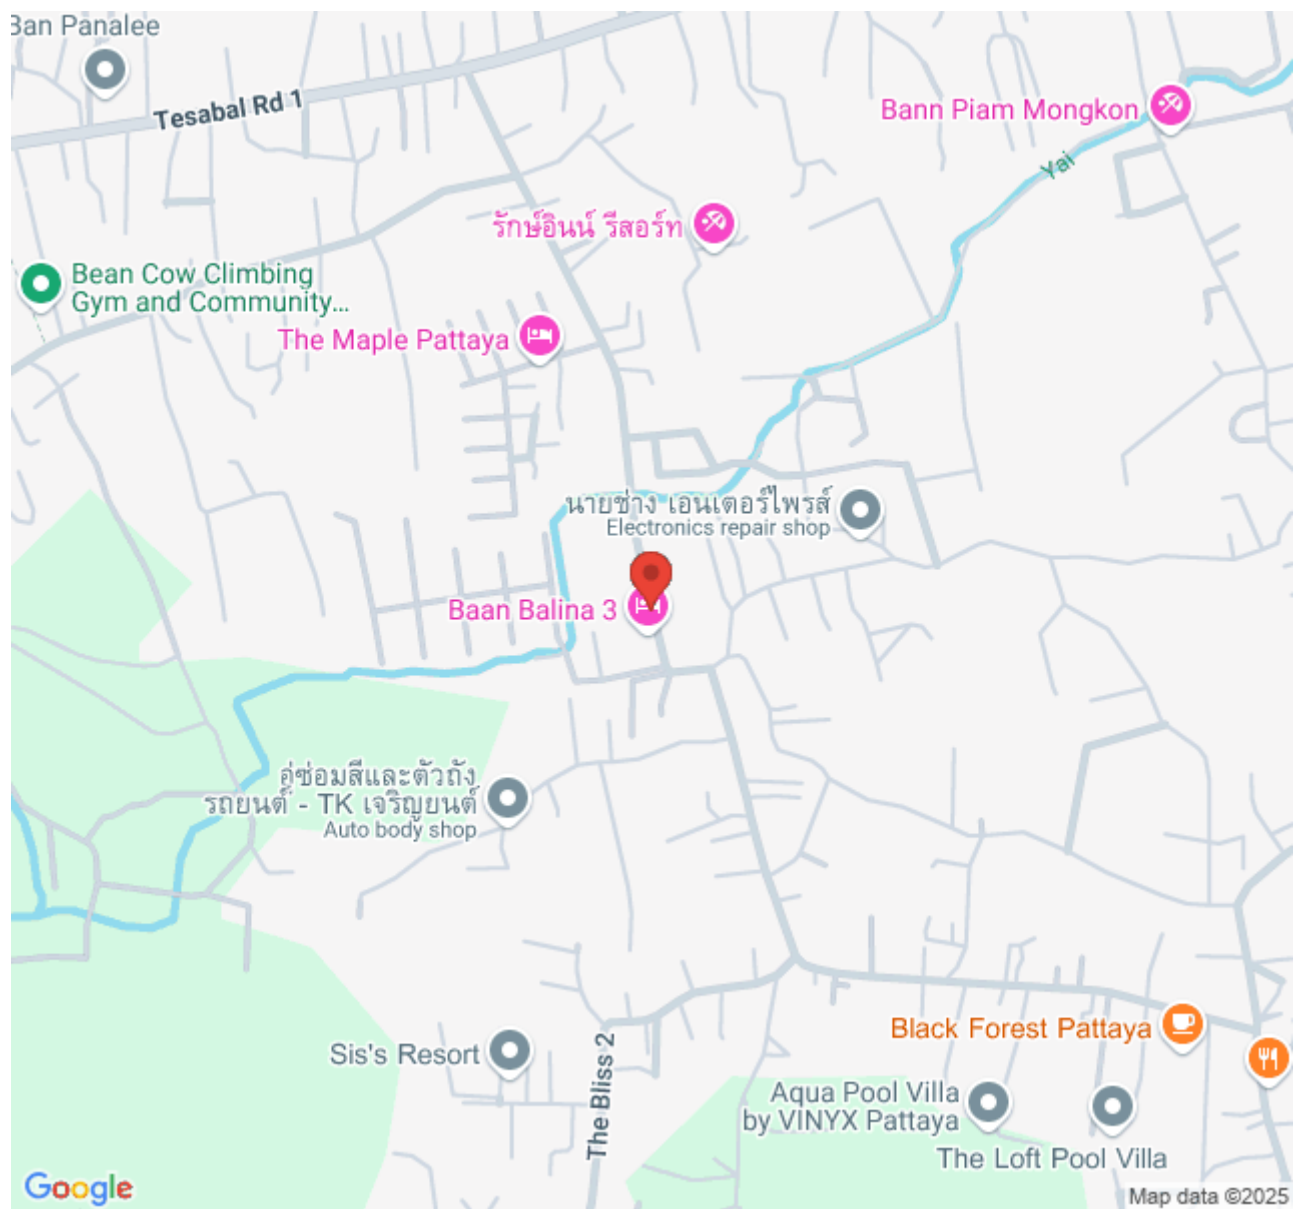 Ban Panalee
Tesabal Rd 1
Bann Piam Mongkon
Yai
รักษ์อินน์ รีสอร์ท
Bean Cow Climbing
Gym and Community...
The Maple Pattaya
นายช่าง เอนเตอร์ไพรส์
Electronics repair shop
Baan Balina 3
อู่ซ่อมสีและตัวถัง
รถยนต์ - TK เจริญยนต์
Auto body shop
Black Forest Pattaya
Sis's Resort
The Bliss 2
Aqua Pool Villa
by VINYX Pattaya
The Loft Pool Villa
Google
Map data ©2025